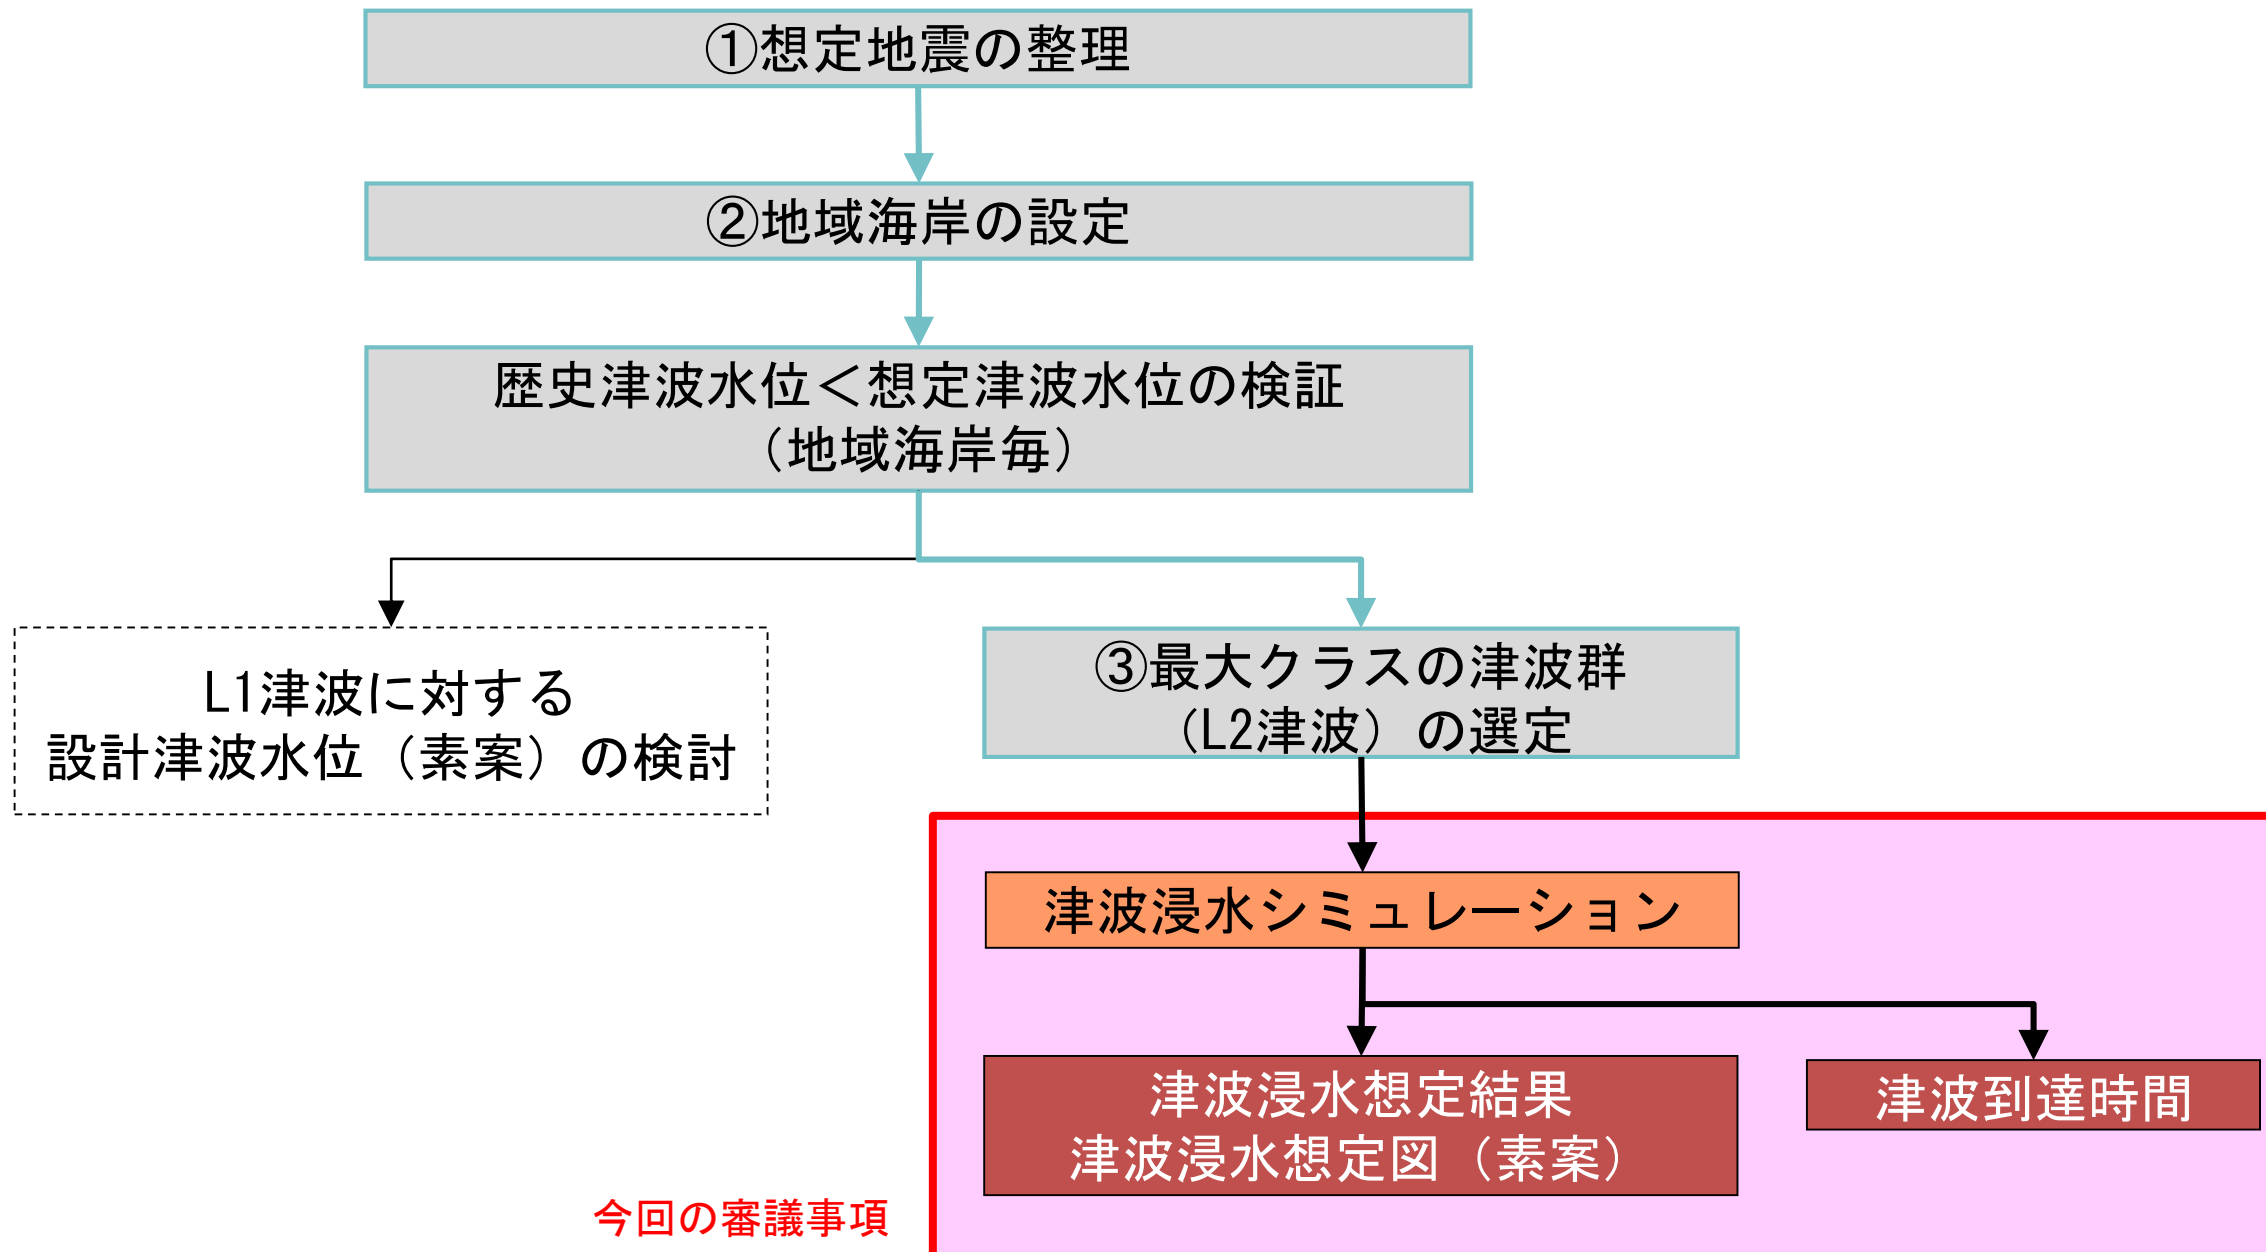 ①想定地震の整理
②地域海岸の設定
歴史津波水位＜想定津波水位の検証
（地域海岸毎）
L1津波に対する
設計津波水位（素案）の検討
③最大クラスの津波群
（L2津波）の選定
津波浸水シミュレーション
津波浸水想定結果
津波浸水想定図（素案）
津波到達時間
今回の審議事項